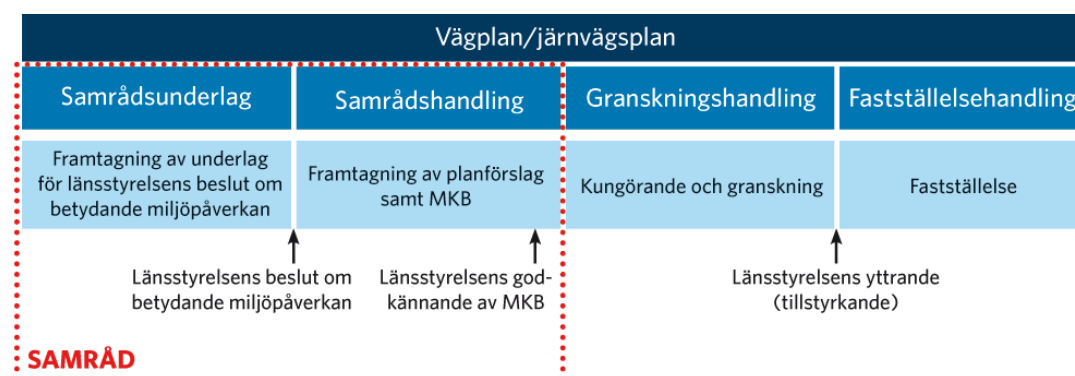 Vägplan/järnvägsplan
Samrådsunderlag
Samrådshandling
Granskningshandling
Fastställelsehandling
Framtagning av underlag
för länsstyrelsens beslut om
betydande miljöpåverkan
Framtagning av planförslag
samt MKB
Kungörande och granskning
Fastställelse
Länsstyrelsens beslut om
betydande miljöpåverkan
Länsstyrelsens god-
kännande av MKB
Länsstyrelsens yttrande
(tillstyrkande)
SAMRÅD